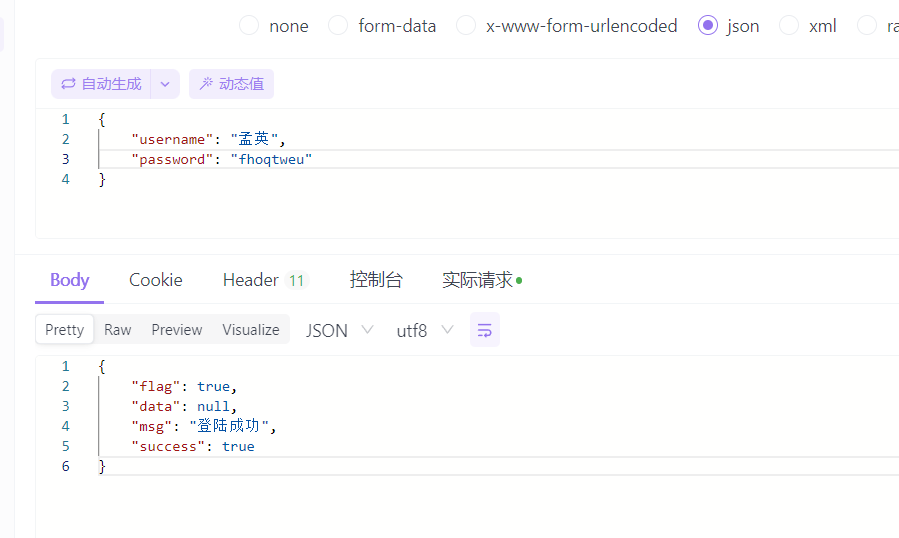 none form-data x-www-form-urlencoded json xml
自动生成 动态值
1 {
2 "username": "孟英",
3 "password": "fhoqtweu"
4 }
Body Cookie Header 11 控制台 实际请求
Pretty Raw Preview Visualize JSON utf8
1 {
2 "flag": true,
3 "data": null,
4 "msg": "登陆成功",
5 "success": true
6 }